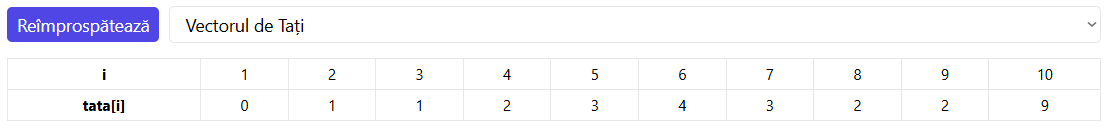 Reîmprospătează Vectorul de Tați
i 1 2 3 4 5 6 7 8 9 10
tata[i] 0 1 1 2 3 4 3 2 2 9